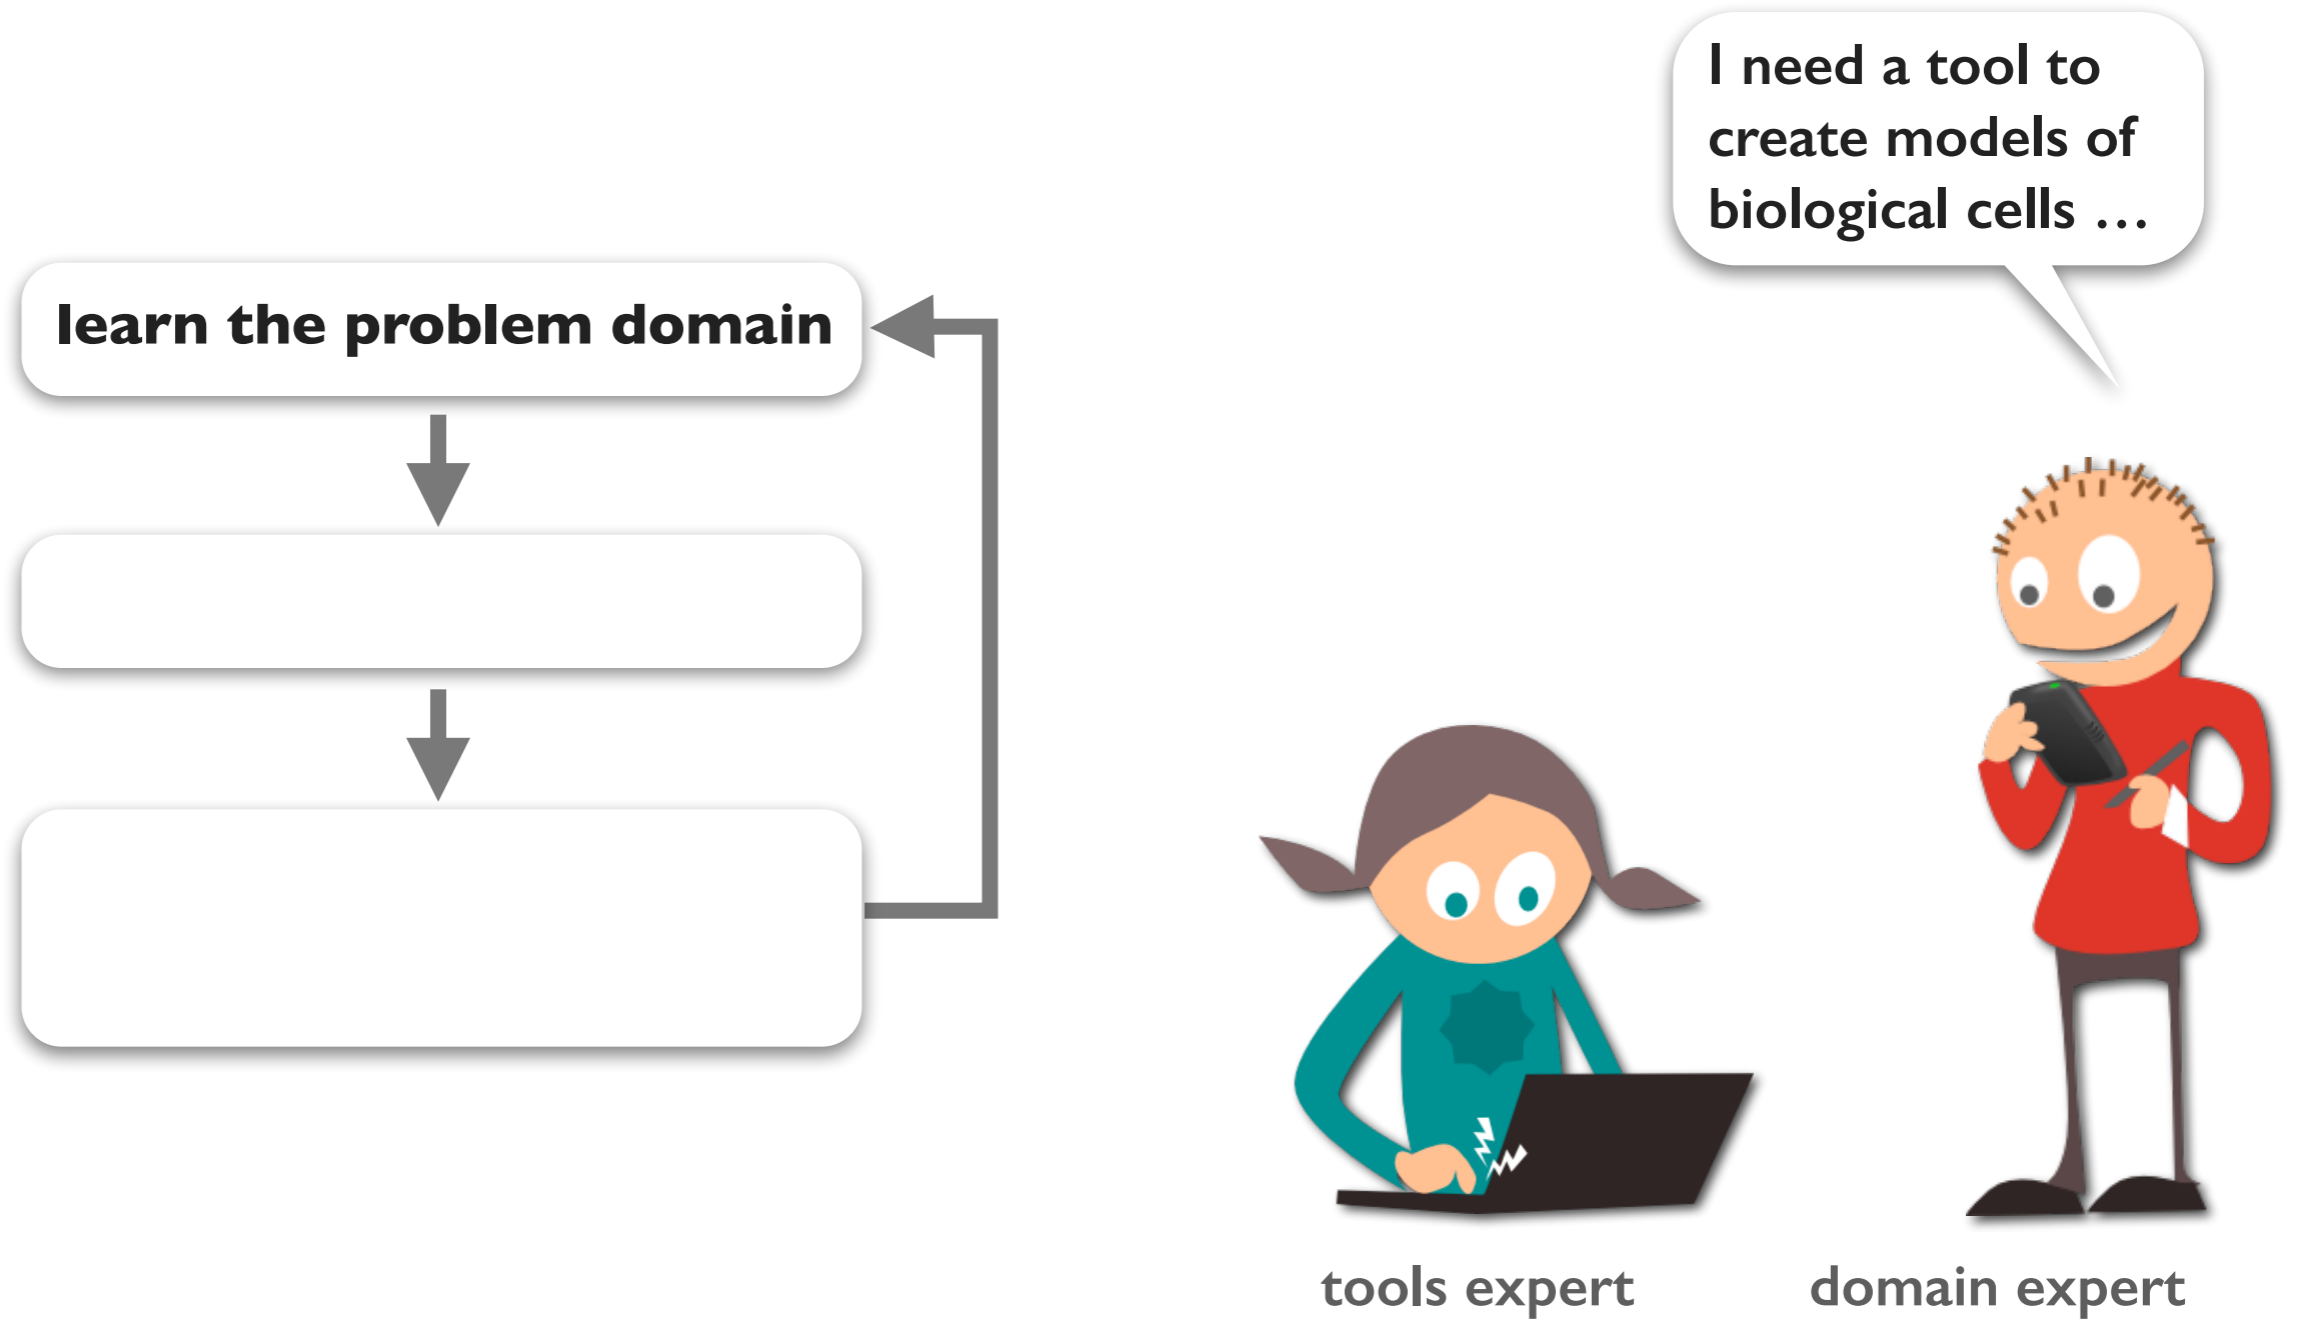 I need a tool to
create models of
biological cells …
learn the problem domain
tools expert
domain expert